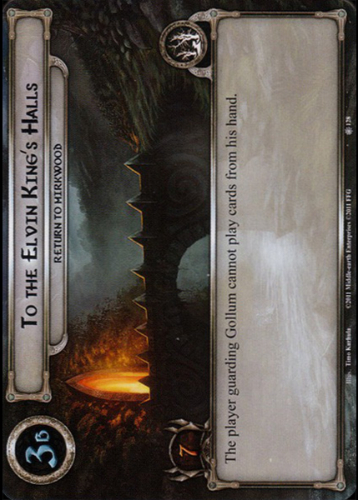 3B
To the Elvin King's Halls
Return to Mirkwood
7
The player guarding Gollum cannot play cards from his hand.
Illus. Timo Karhula ©2011 Middle-earth Enterprises ©2011 FFG 128